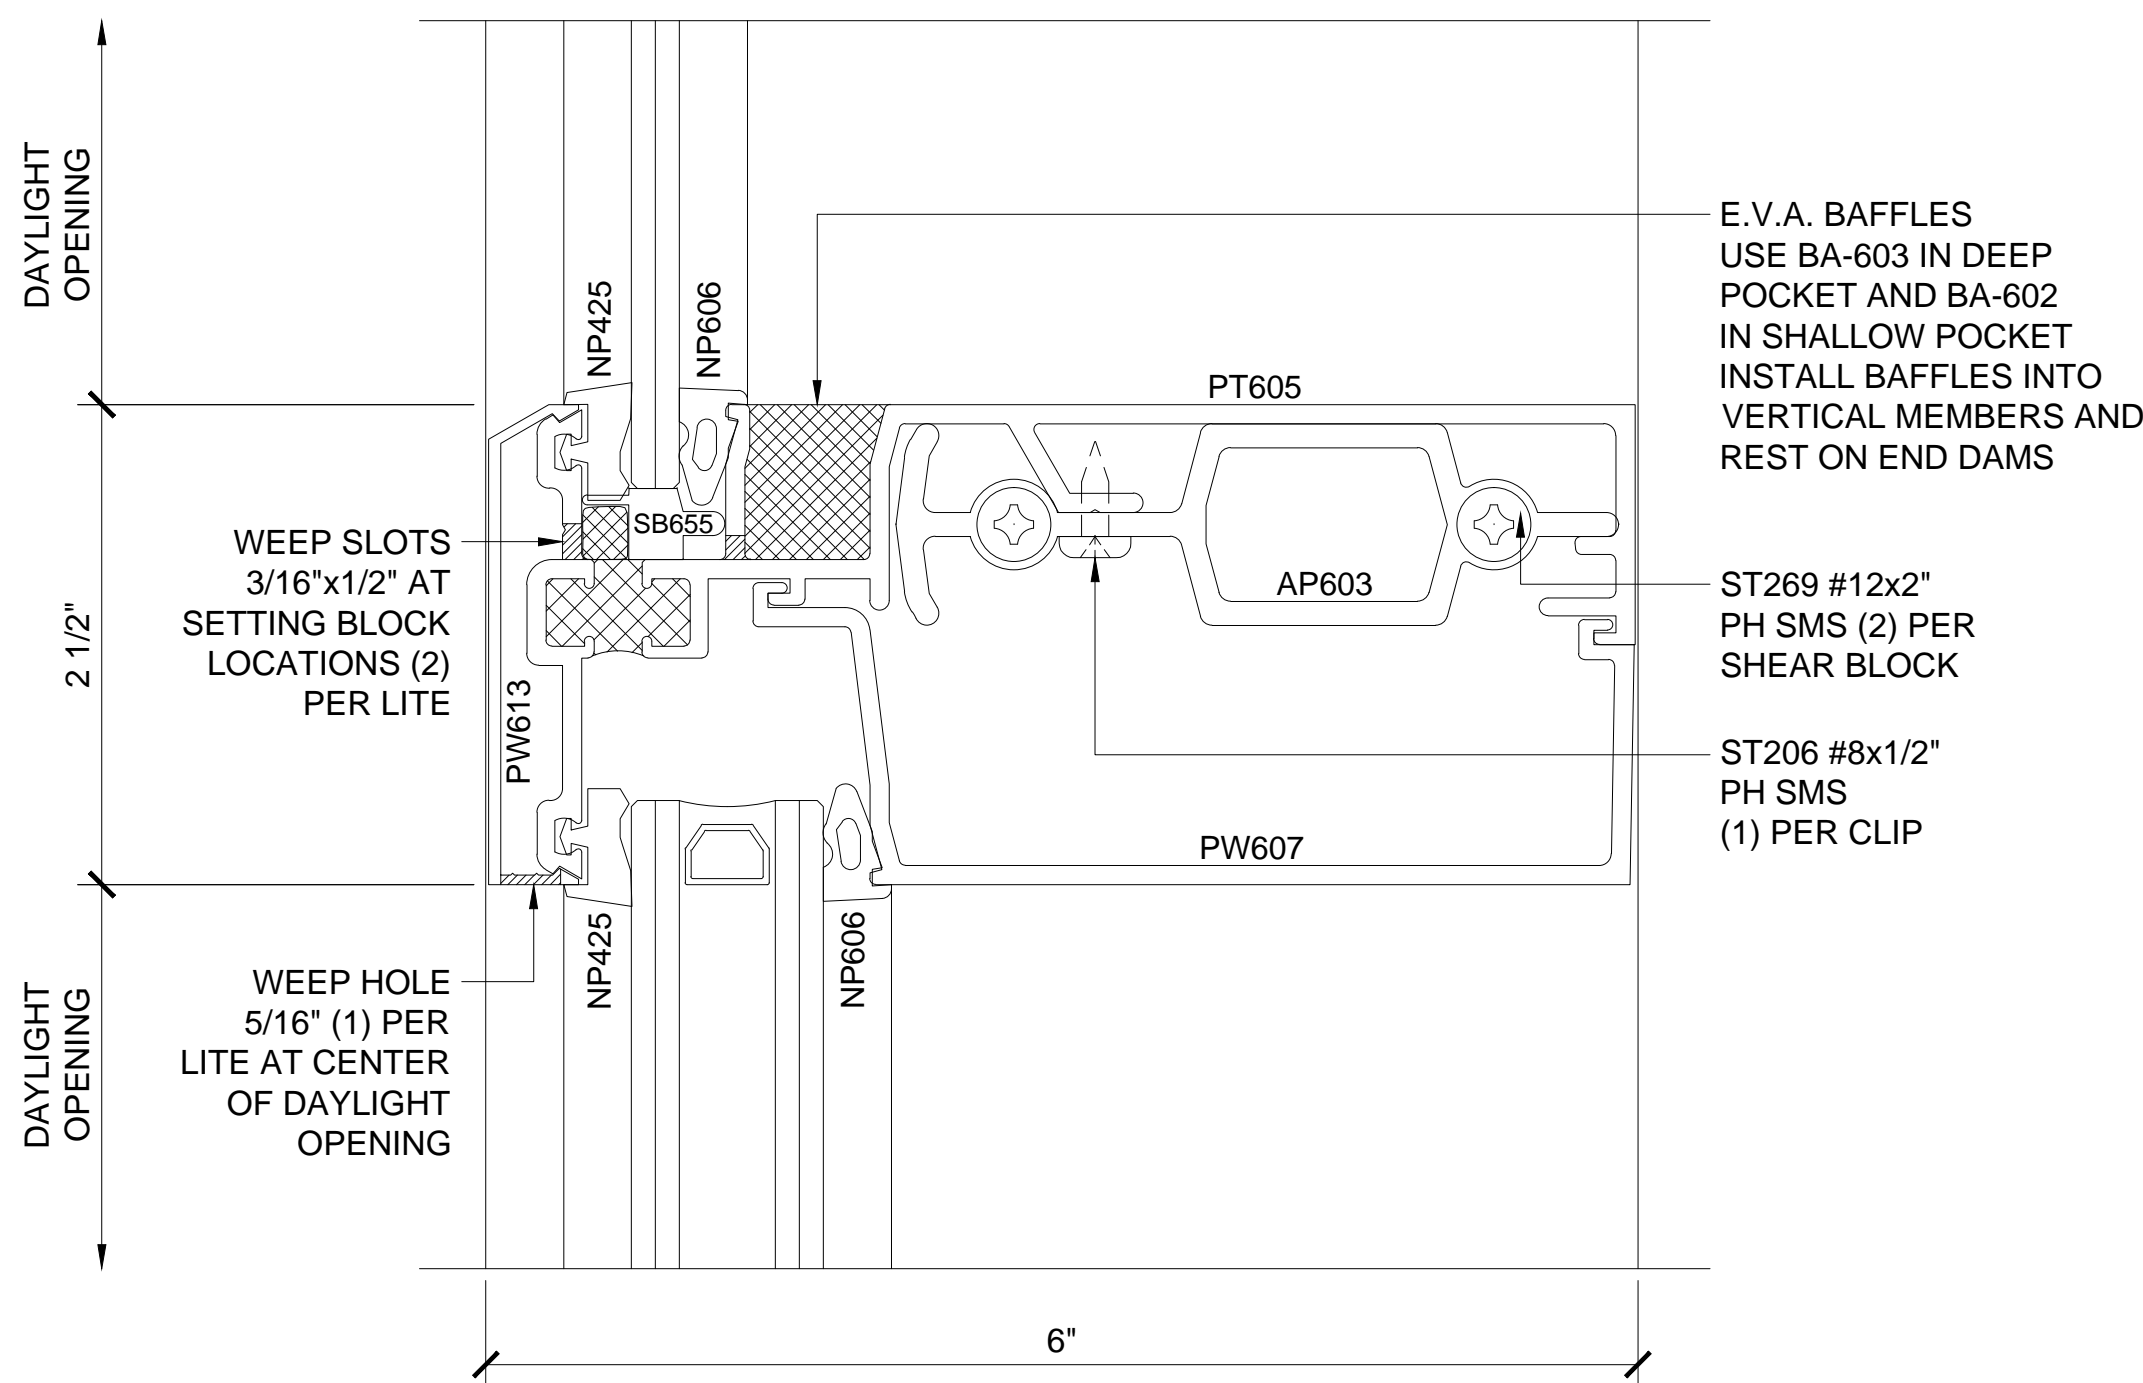 DAYLIGHT
OPENING
NP425
NP606
PT605
E.V.A. BAFFLES
USE BA-603 IN DEEP
POCKET AND BA-602
IN SHALLOW POCKET
INSTALL BAFFLES INTO
VERTICAL MEMBERS AND
REST ON END DAMS
SB655
WEEP SLOTS
3/16"x1/2" AT
SETTING BLOCK
LOCATIONS (2)
PER LITE
2 1/2"
AP603
ST269 #12x2"
PH SMS (2) PER
SHEAR BLOCK
PW613
ST206 #8x1/2"
PH SMS
(1) PER CLIP
PW607
NP425
NP606
WEEP HOLE
5/16" (1) PER
LITE AT CENTER
OF DAYLIGHT
OPENING
DAYLIGHT
OPENING
6"